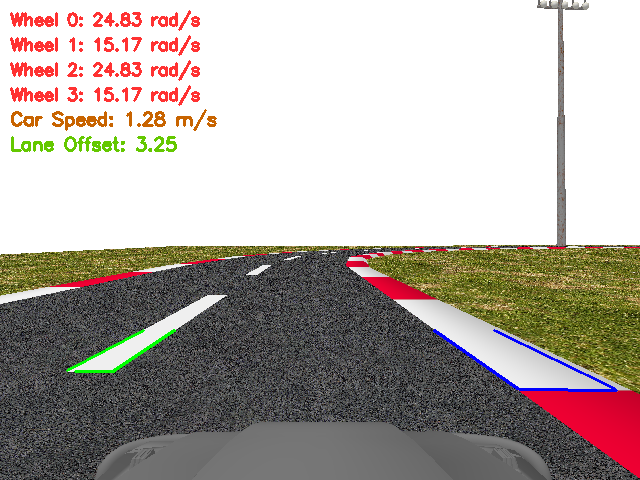 Wheel 0: 24.83 rad/s
Wheel 1: 15.17 rad/s
Wheel 2: 24.83 rad/s
Wheel 3: 15.17 rad/s
Car Speed: 1.28 m/s
Lane Offset: 3.25